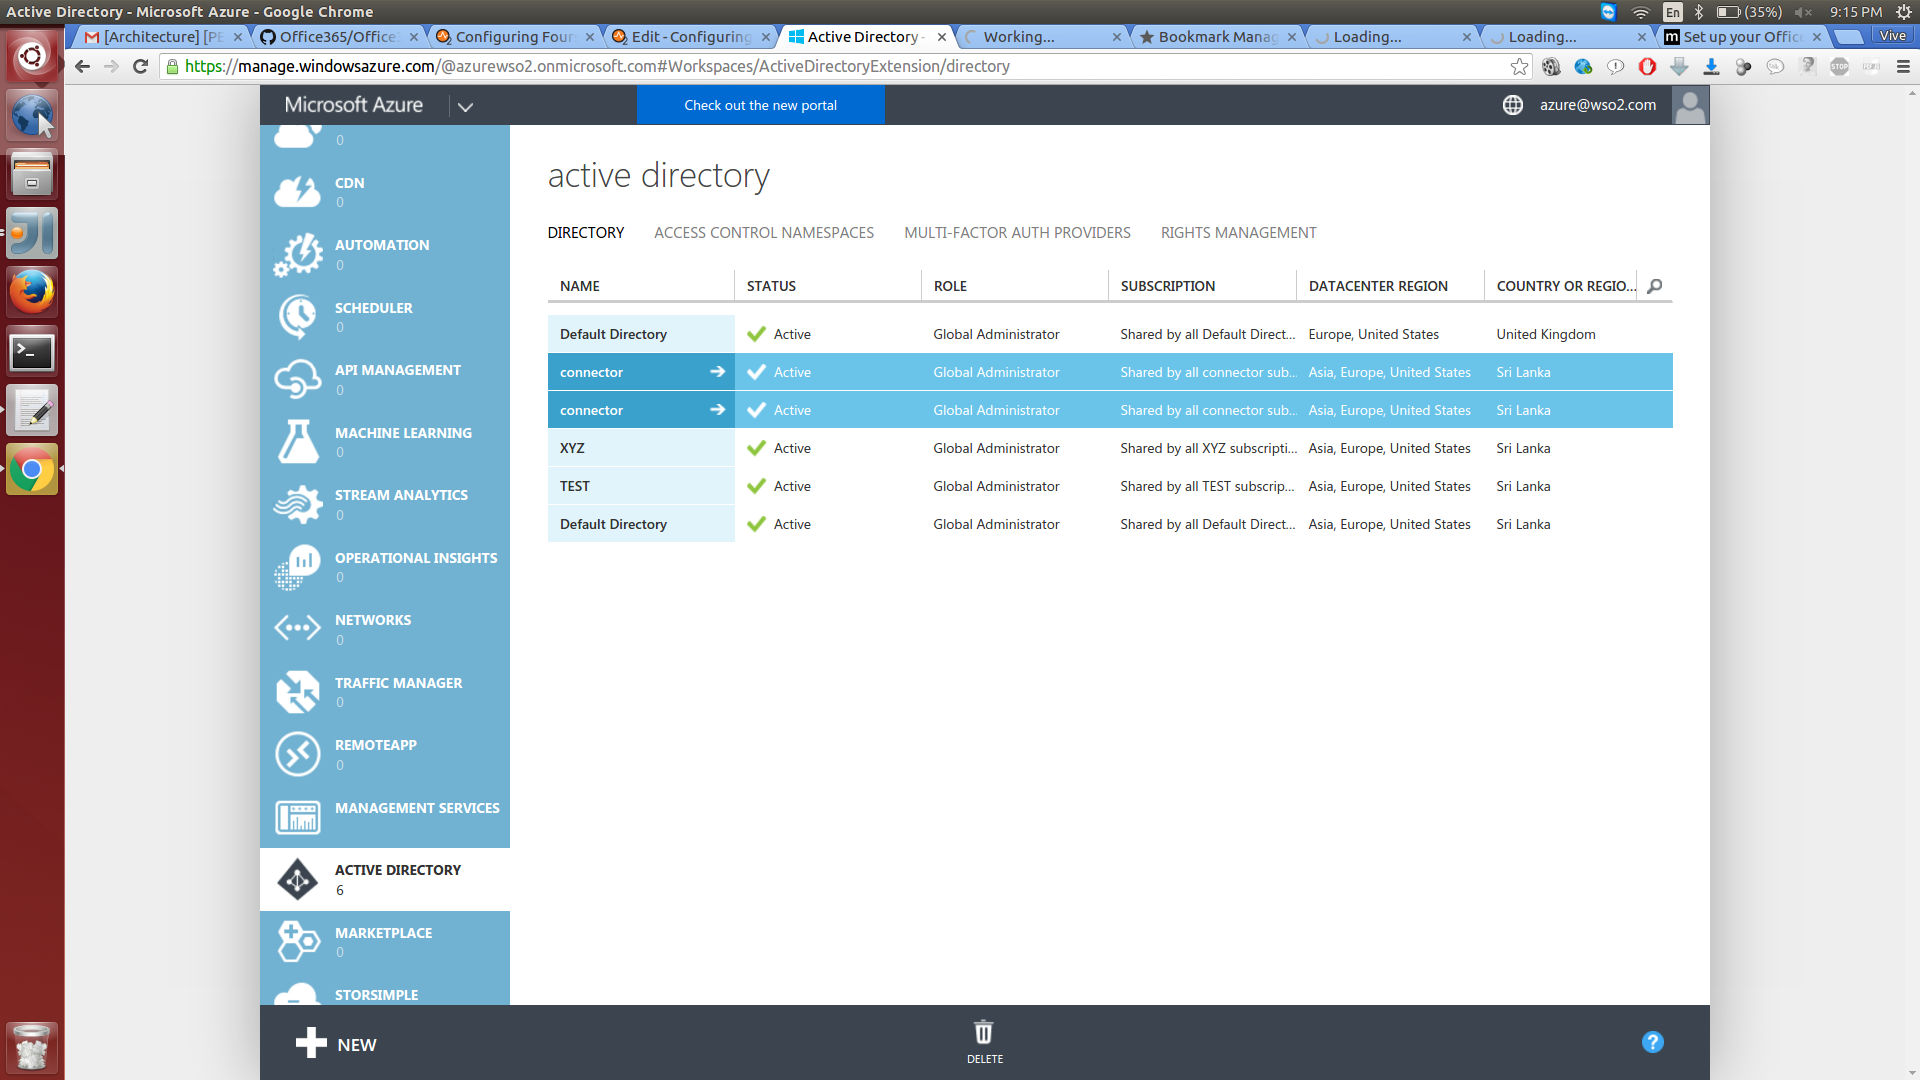 Active Directory - Microsoft Azure - Google Chrome
En
(35%)
9:15 PM
[Architecture] [PE
Office365/Office
Configuring Four
Edit - Configuring
Active Directory -
Working...
Bookmark Manag
Loading...
Loading...
Set up your Offic
Vive
https://manage.windowsazure.com/@azurewso2.onmicrosoft.com#Workspaces/ActiveDirectoryExtension/directory
STOP
Microsoft Azure
Check out the new portal
azure@wso2.com
0
CDN
0
AUTOMATION
0
SCHEDULER
0
API MANAGEMENT
0
MACHINE LEARNING
0
STREAM ANALYTICS
0
OPERATIONAL INSIGHTS
0
NETWORKS
0
TRAFFIC MANAGER
0
REMOTEAPP
0
MANAGEMENT SERVICES
ACTIVE DIRECTORY
6
MARKETPLACE
0
STORSIMPLE
active directory
DIRECTORY ACCESS CONTROL NAMESPACES MULTI-FACTOR AUTH PROVIDERS RIGHTS MANAGEMENT
NAME STATUS ROLE SUBSCRIPTION DATACENTER REGION COUNTRY OR REGIO...
Default Directory Active Global Administrator Shared by all Default Direct... Europe, United States United Kingdom
connector Active Global Administrator Shared by all connector sub... Asia, Europe, United States Sri Lanka
connector Active Global Administrator Shared by all connector sub... Asia, Europe, United States Sri Lanka
XYZ Active Global Administrator Shared by all XYZ subscripti... Asia, Europe, United States Sri Lanka
TEST Active Global Administrator Shared by all TEST subscrip... Asia, Europe, United States Sri Lanka
Default Directory Active Global Administrator Shared by all Default Direct... Asia, Europe, United States Sri Lanka
NEW
DELETE
?